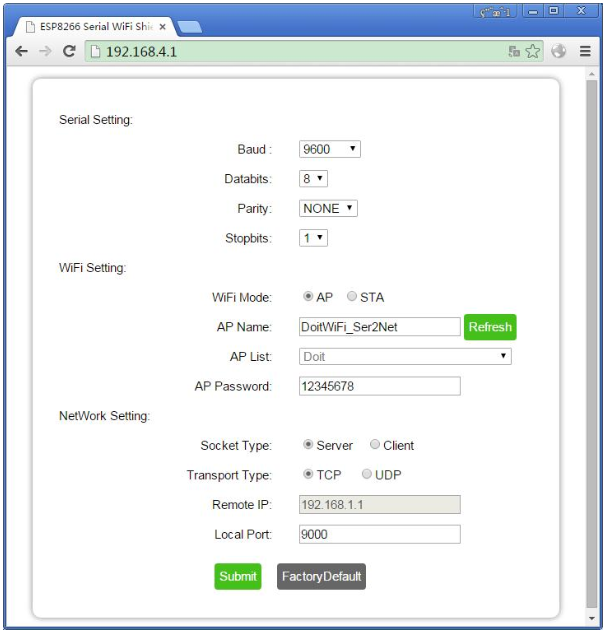 ESP8266 Serial WiFi Shie
192.168.4.1
Serial Setting:
Baud : 9600
Databits: 8
Parity: NONE
Stopbits: 1
WiFi Setting:
WiFi Mode: AP STA
AP Name: DoitWiFi_Ser2Net Refresh
AP List: Doit
AP Password: 12345678
NetWork Setting:
Socket Type: Server Client
Transport Type: TCP UDP
Remote IP: 192.168.1.1
Local Port: 9000
Submit FactoryDefault